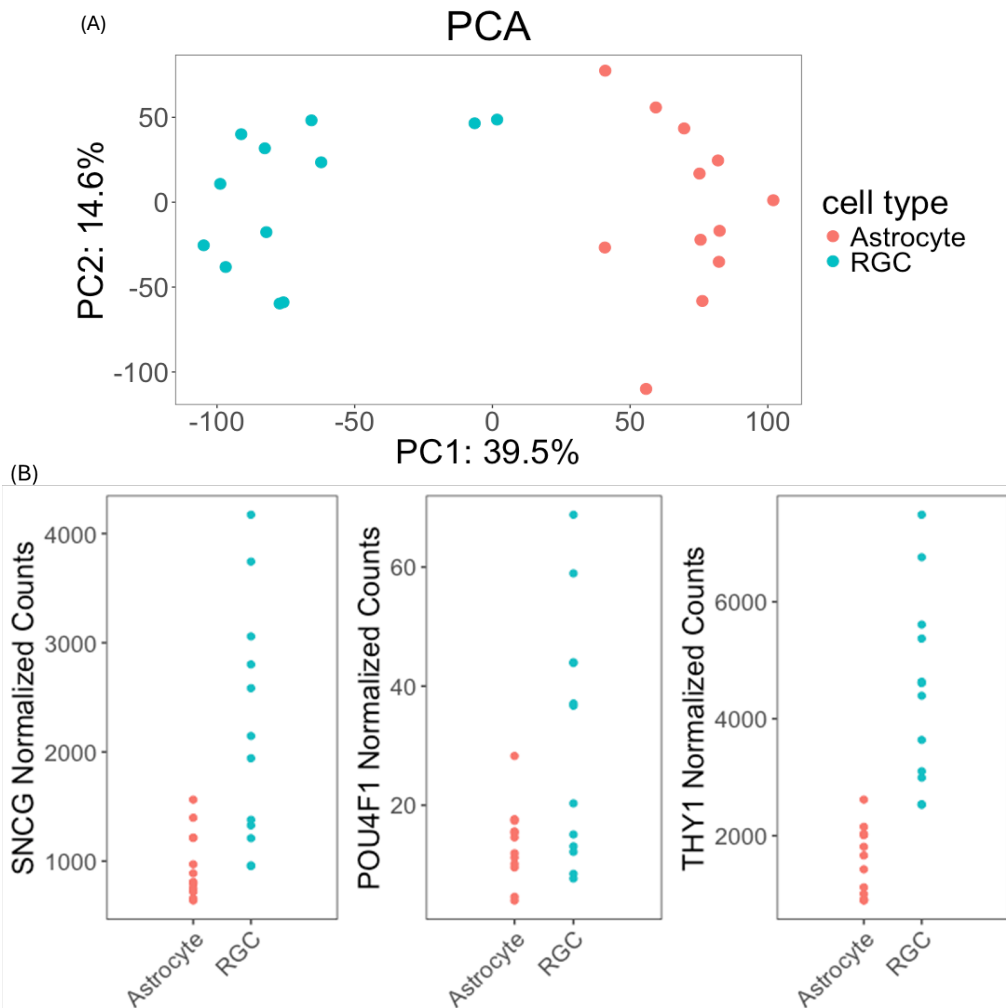 (A)
PCA
PC2: 14.6%
50
0
-50
-100
-100
-50
0
50
100
PC1: 39.5%
cell type
Astrocyte
RGC
(B)
SNCG Normalized Counts
4000
3000
2000
1000
Astrocyte
RGC
POU4F1 Normalized Counts
60
40
20
Astrocyte
RGC
THY1 Normalized Counts
6000
4000
2000
Astrocyte
RGC